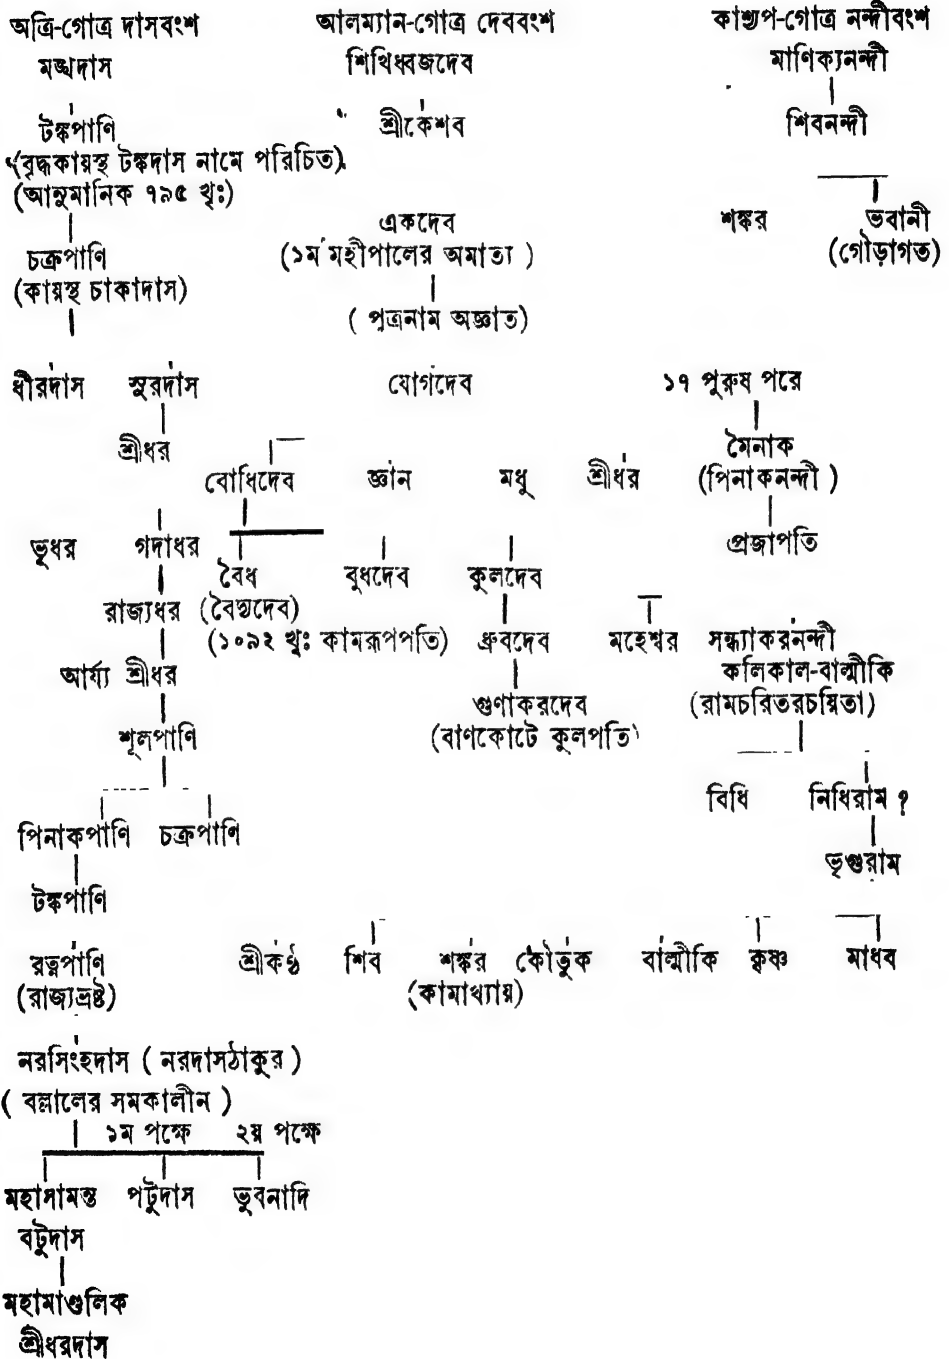 অত্রি-গোত্র দাসবংশ আলম্যান-গোত্র দেববংশ কাশ্যপ-গোত্র নন্দীবংশ
মঙ্খদাস শিখিধ্বজদেব মাণিক্যনন্দী
টঙ্কপাণি শ্রীকেশব শিবনন্দী
(বৃদ্ধকায়স্থ টঙ্কদাস নামে পরিচিত)
(আনুমানিক ৭৯৫ খৃঃ)
একদেব শঙ্কর ভবানী
চক্রপাণি (১ম মহীপালের অমাত্য) (গৌড়াগত)
(কায়স্থ চাকাদাস)
(পুত্রনাম অজ্ঞাত)
ধীরদাস সুরদাস যোগদেব ১৭ পুরুষ পরে
শ্রীধর মৈনাক
বোধিদেব জ্ঞান মধু শ্রীধর (পিনাকনন্দী)
ভূধর গদাধর প্রজাপতি
বৈধ বুধদেব কুলদেব
রাজ্যধর (বৈদ্যদেব)
(১০৯২ খৃঃ কামরূপপতি) ধ্রুবদেব মহেশ্বর সন্ধ্যাকরনন্দী
আর্য্য শ্রীধর কলিকাল-বাল্মীকি
গুণাকরদেব (রামচরিতরচয়িতা)
শূলপাণি (বাণকোটে কুলপতি)
বিধি নিধিরাম ?
পিনাকপাণি চক্রপাণি
ভৃগুরাম
টঙ্কপাণি
রত্নপাণি শ্রীকণ্ঠ শিব শঙ্কর কৌতুক বাল্মীকি কৃষ্ণ মাধব
(রাজ্যভ্রষ্ট) (কামাখ্যায়)
নরসিংহদাস (নরদাসঠাকুর)
(বল্লালের সমকালীন)
১ম পক্ষে ২য় পক্ষে
মহাসামন্ত পটুদাস ভুবনাদি
বটুদাস
মহামাণ্ডলিক
শ্রীধরদাস